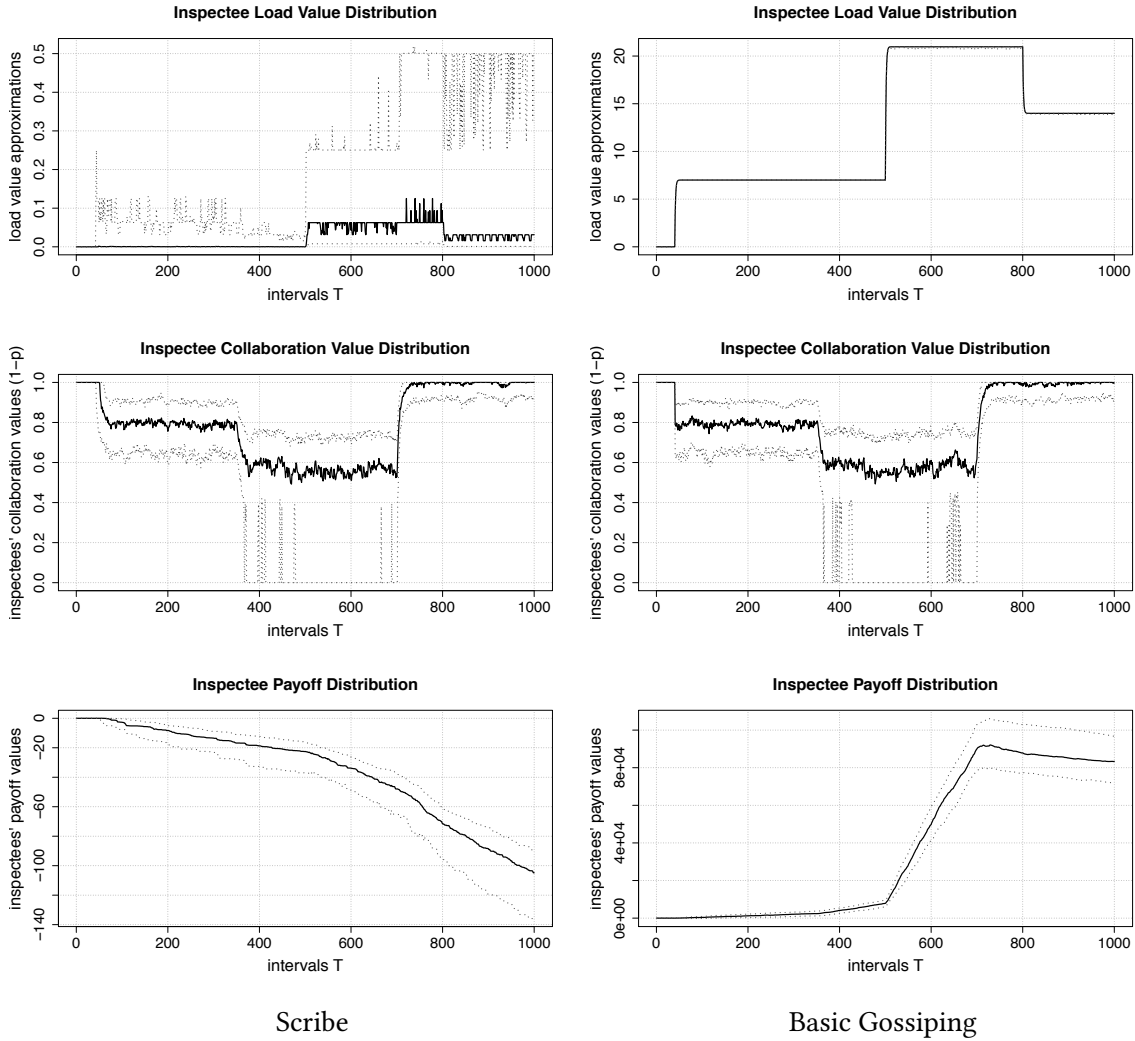 Inspectee Load Value Distribution
load value approximations
0.0 0.1 0.2 0.3 0.4 0.5
0 200 400 600 800 1000
intervals T
Inspectee Load Value Distribution
load value approximations
0 5 10 15 20
0 200 400 600 800 1000
intervals T
Inspectee Collaboration Value Distribution
inspectees' collaboration values (1−p)
0.0 0.2 0.4 0.6 0.8 1.0
0 200 400 600 800 1000
intervals T
Inspectee Collaboration Value Distribution
inspectees' collaboration values (1−p)
0.0 0.2 0.4 0.6 0.8 1.0
0 200 400 600 800 1000
intervals T
Inspectee Payoff Distribution
inspectees' payoff values
−140 −100 −60 −20 0
0 200 400 600 800 1000
intervals T
Inspectee Payoff Distribution
inspectees' payoff values
0e+00 4e+04 8e+04
0 200 400 600 800 1000
intervals T
Scribe
Basic Gossiping